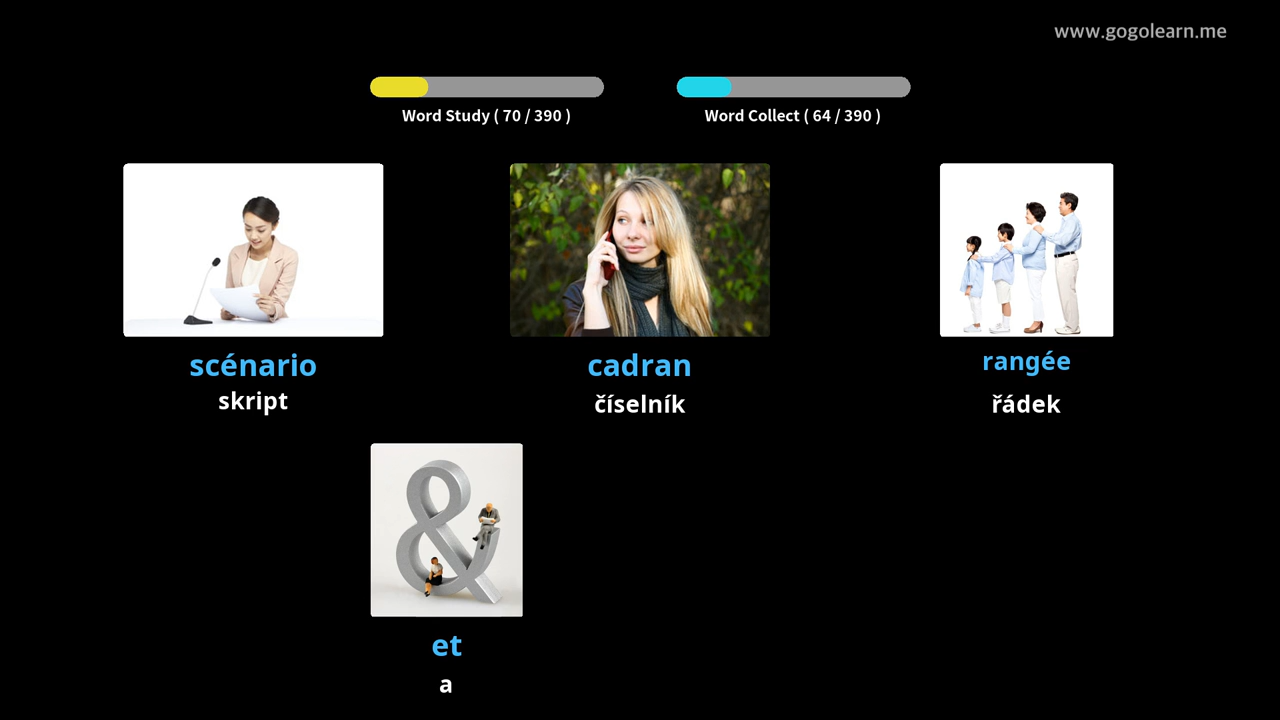 www.gogolearn.me
Word Study ( 70 / 390 )
Word Collect ( 64 / 390 )
scénario
skript
cadran
číselník
rangée
řádek
&
et
a